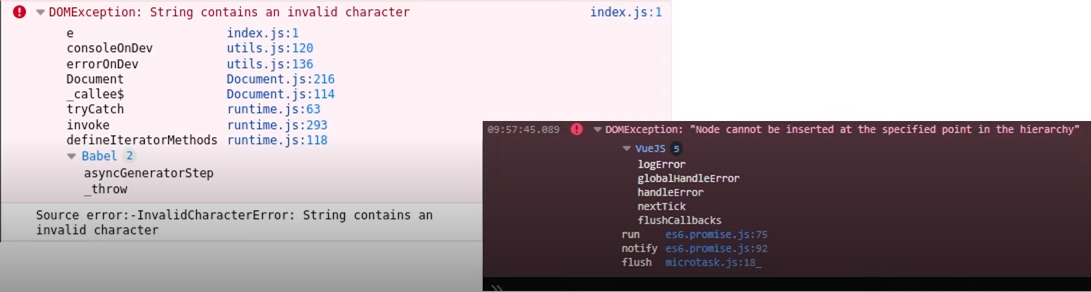 DOMException: String contains an invalid character index.js:1
e index.js:1
consoleOnDev utils.js:120
errorOnDev utils.js:136
Document Document.js:216
_callee$ Document.js:114
tryCatch runtime.js:63
invoke runtime.js:293
defineIteratorMethods runtime.js:118
Babel 2
asyncGeneratorStep
_throw
Source error:-InvalidCharacterError: String contains an
invalid character
09:57:45.089 DOMException: "Node cannot be inserted at the specified point in the hierarchy"
VueJS 5
logError
globalHandleError
handleError
nextTick
flushCallbacks
run es6.promise.js:75
notify es6.promise.js:92
flush microtask.js:18_